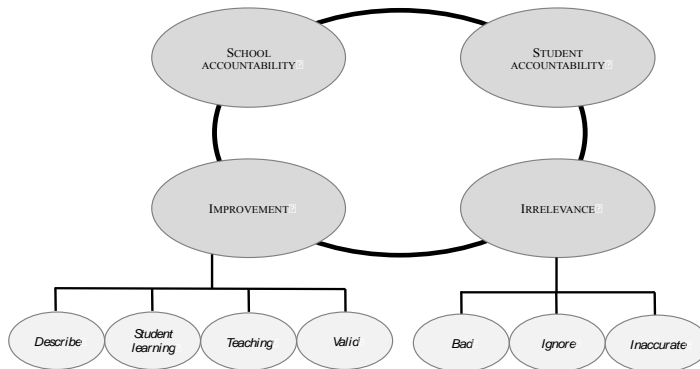 SCHOOL
ACCOUNTABILITY
STUDENT
ACCOUNTABILITY
IMPROVEMENT
IRRELEVANCE
Describe
Student
learning
Teaching
Valid
Bad
Ignore
Inaccurate